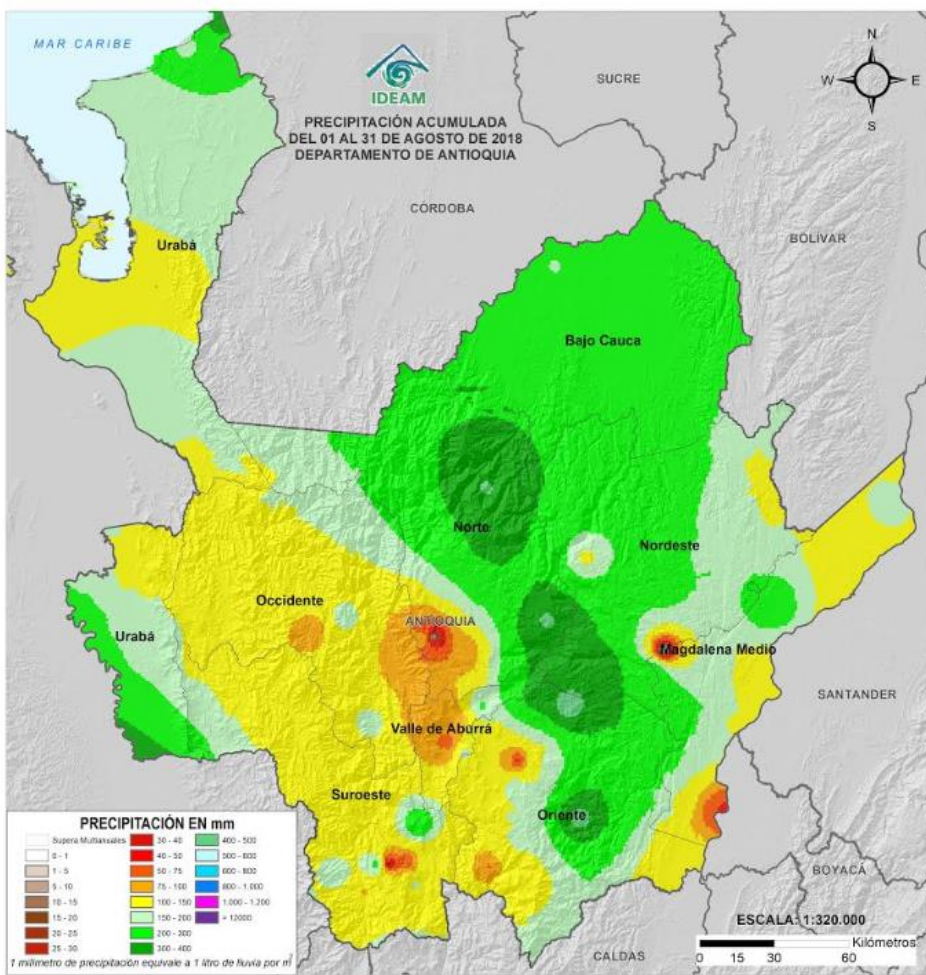 MAR CARIBE
IDEAM
PRECIPITACIÓN ACUMULADA
DEL 01 AL 31 DE AGOSTO DE 2018
DEPARTAMENTO DE ANTIOQUIA
SUCRE
N
W
E
S
CÓRDOBA
BOLÍVAR
Urabá
Bajo Cauca
Norte
Nordeste
Occidente
ANTIOQUIA
Urabá
Magdalena Medio
SANTANDER
Valle de Aburrá
Suroeste
Oriente
BOYACÁ
CALDAS
PRECIPITACIÓN EN mm
Supera Multianuales
0 - 1
1 - 5
5 - 10
10 - 15
15 - 20
20 - 25
25 - 30
30 - 40
40 - 50
50 - 75
75 - 100
100 - 150
150 - 200
200 - 300
300 - 400
400 - 500
500 - 600
600 - 800
800 - 1.000
1.000 - 1.200
> 12000
1 milímetro de precipitación equivale a 1 litro de lluvia por m²
ESCALA: 1:320.000
Kilómetros
0 15 30 60